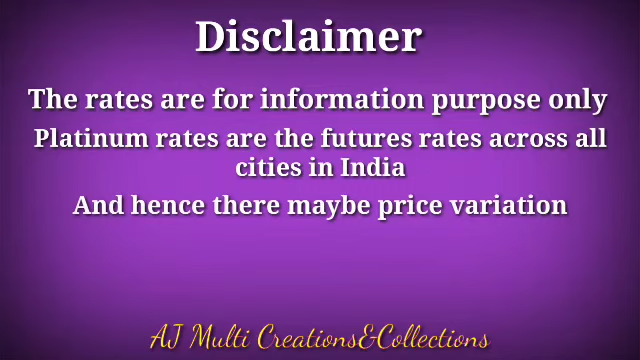 Disclaimer
The rates are for information purpose only
Platinum rates are the futures rates across all
cities in India
And hence there maybe price variation
AJ Multi Creations&Collections